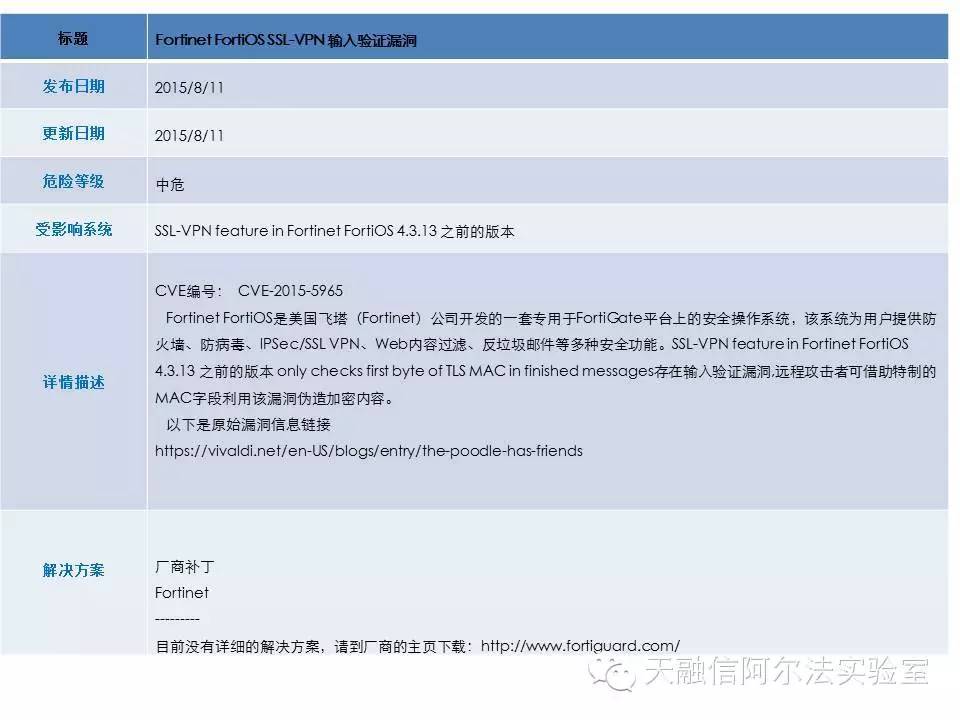 标题 Fortinet FortiOS SSL-VPN 输入验证漏洞
发布日期 2015/8/11
更新日期 2015/8/11
危险等级 中危
受影响系统 SSL-VPN feature in Fortinet FortiOS 4.3.13 之前的版本
详情描述
CVE编号： CVE-2015-5965
Fortinet FortiOS是美国飞塔（Fortinet）公司开发的一套专用于FortiGate平台上的安全操作系统，该系统为用户提供防
火墙、防病毒、IPSec/SSL VPN、Web内容过滤、反垃圾邮件等多种安全功能。SSL-VPN feature in Fortinet FortiOS
4.3.13 之前的版本 only checks first byte of TLS MAC in finished messages存在输入验证漏洞,远程攻击者可借助特制的
MAC字段利用该漏洞伪造加密内容。
以下是原始漏洞信息链接
https://vivaldi.net/en-US/blogs/entry/the-poodle-has-friends
解决方案
厂商补丁
Fortinet
---------
目前没有详细的解决方案，请到厂商的主页下载：http://www.fortiguard.com/
天融信阿尔法实验室